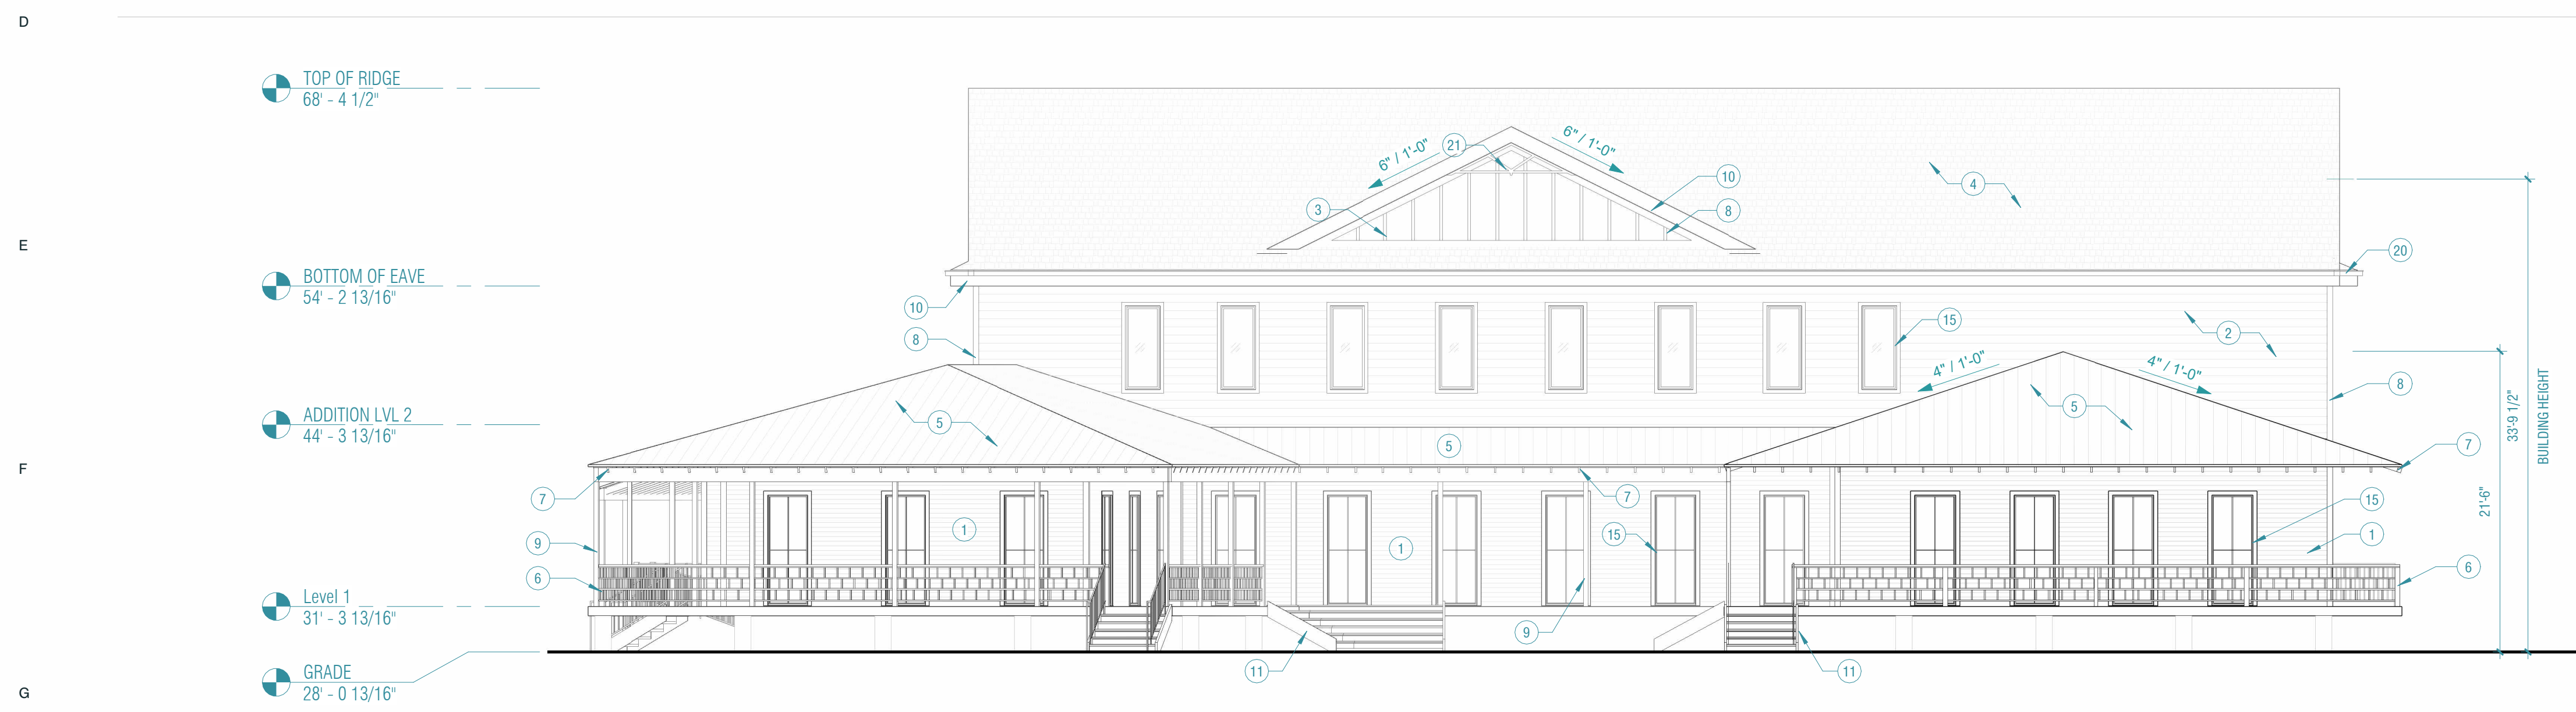 D
TOP OF RIDGE
68' - 4 1/2"
6" / 1'-0"
21
6" / 1'-0"
10
4
3
8
E
20
BOTTOM OF EAVE
54' - 2 13/16"
10
15
2
8
4" / 1'-0"
4" / 1'-0"
8
33'-9 1/2"
BUILDING HEIGHT
ADDITION LVL 2
44' - 3 13/16"
5
5
5
7
F
7
7
21'-6"
15
9
1
15
1
1
6
6
Level 1
31' - 3 13/16"
9
11
11
GRADE
28' - 0 13/16"
G